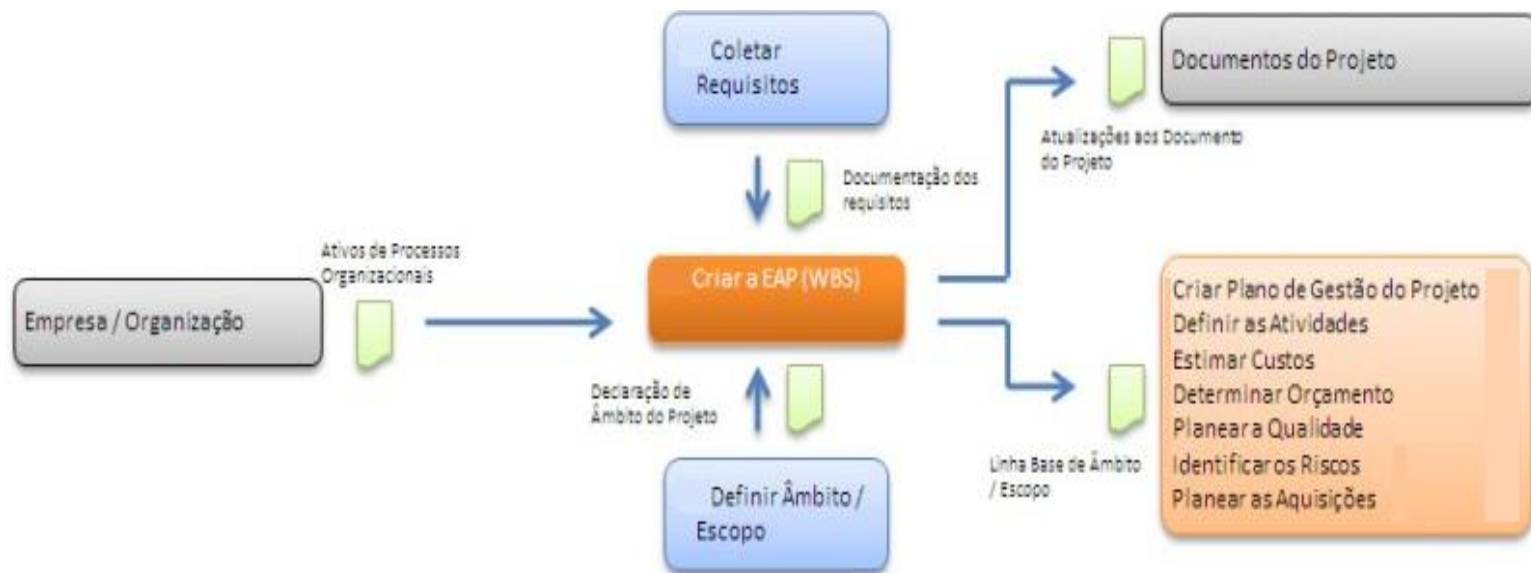 Coletar
Requisitos
Documentos do Projeto
Atualizações aos Documento
do Projeto
Documentação dos
requisitos
Ativos de Processos
Organizacionais
Empresa / Organização
Criar a EAP (WBS)
Declaração de
Âmbito do Projeto
Definir Âmbito /
Escopo
Linha Base de Âmbito
/ Escopo
Criar Plano de Gestão do Projeto
Definir as Atividades
Estimar Custos
Determinar Orçamento
Planear a Qualidade
Identificar os Riscos
Planear as Aquisições